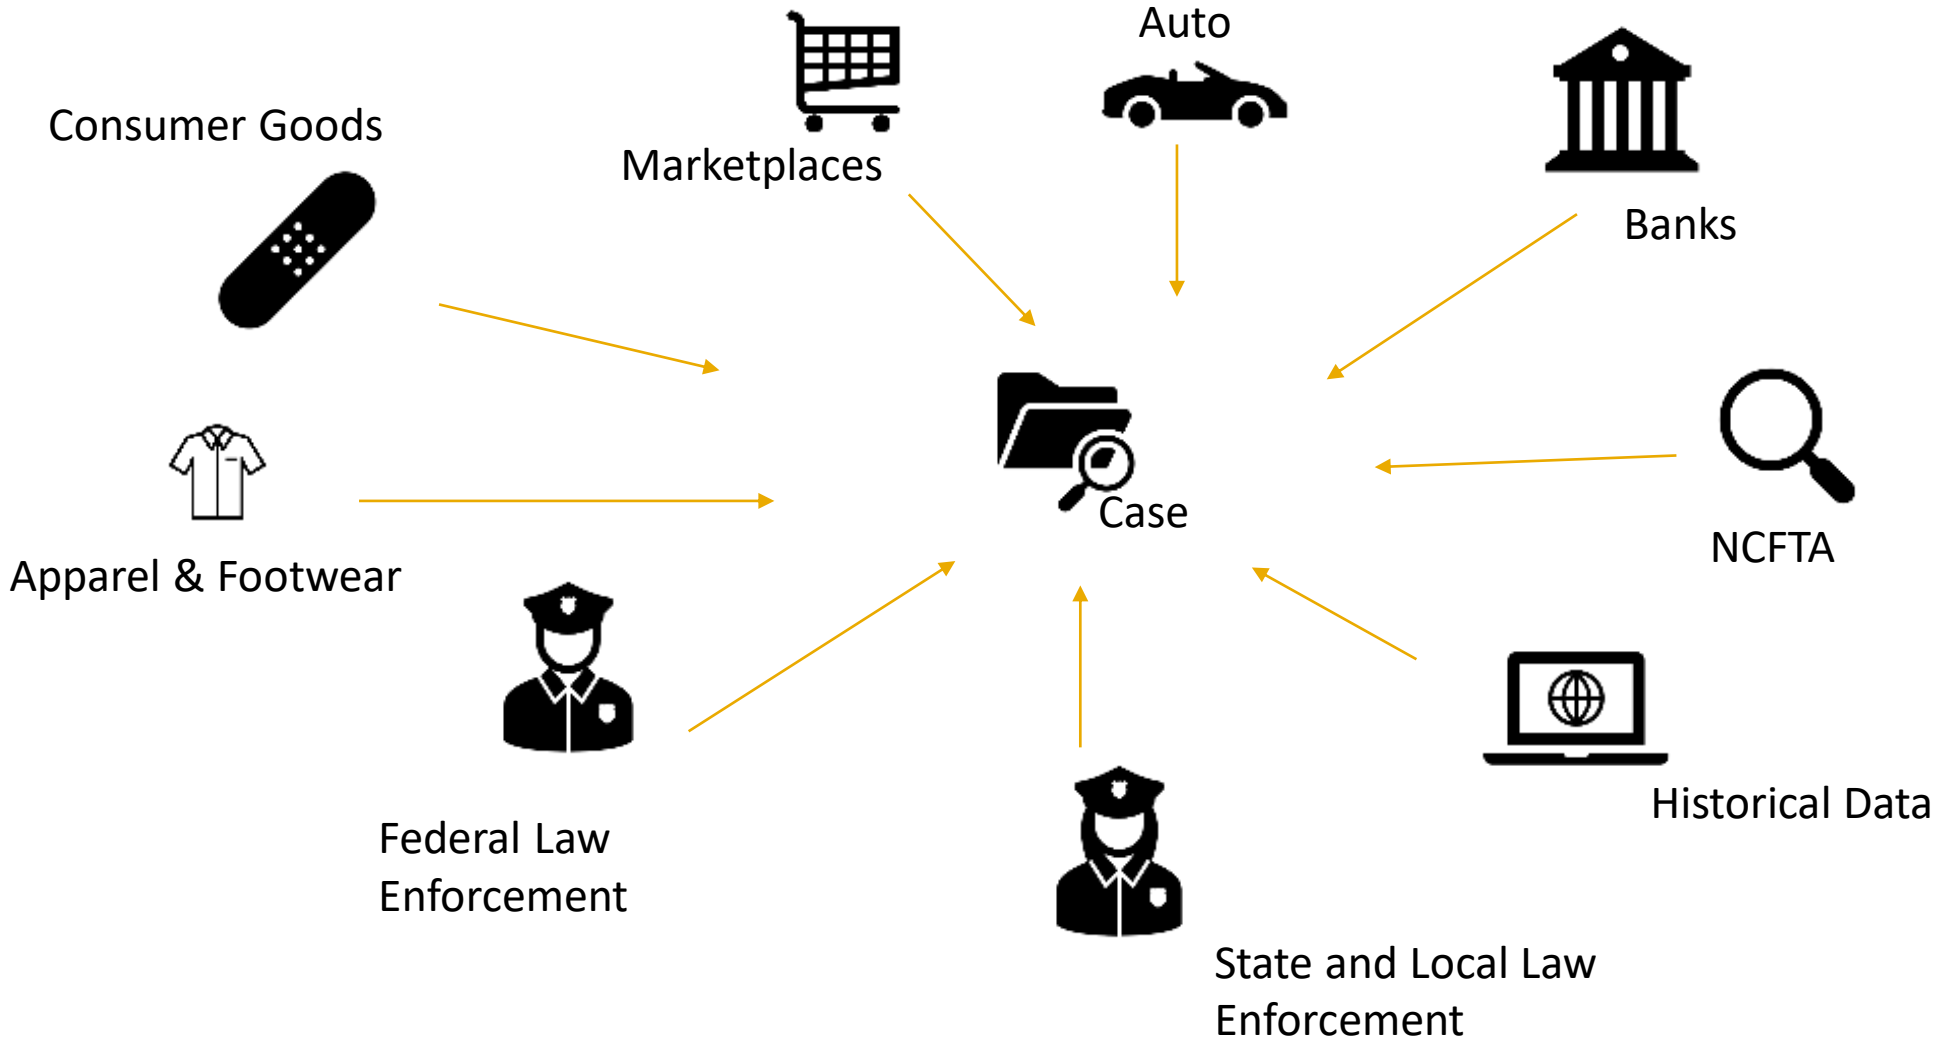 Auto
Consumer Goods
Marketplaces
Banks
Case
NCFTA
Apparel & Footwear
Historical Data
Federal Law
Enforcement
State and Local Law
Enforcement